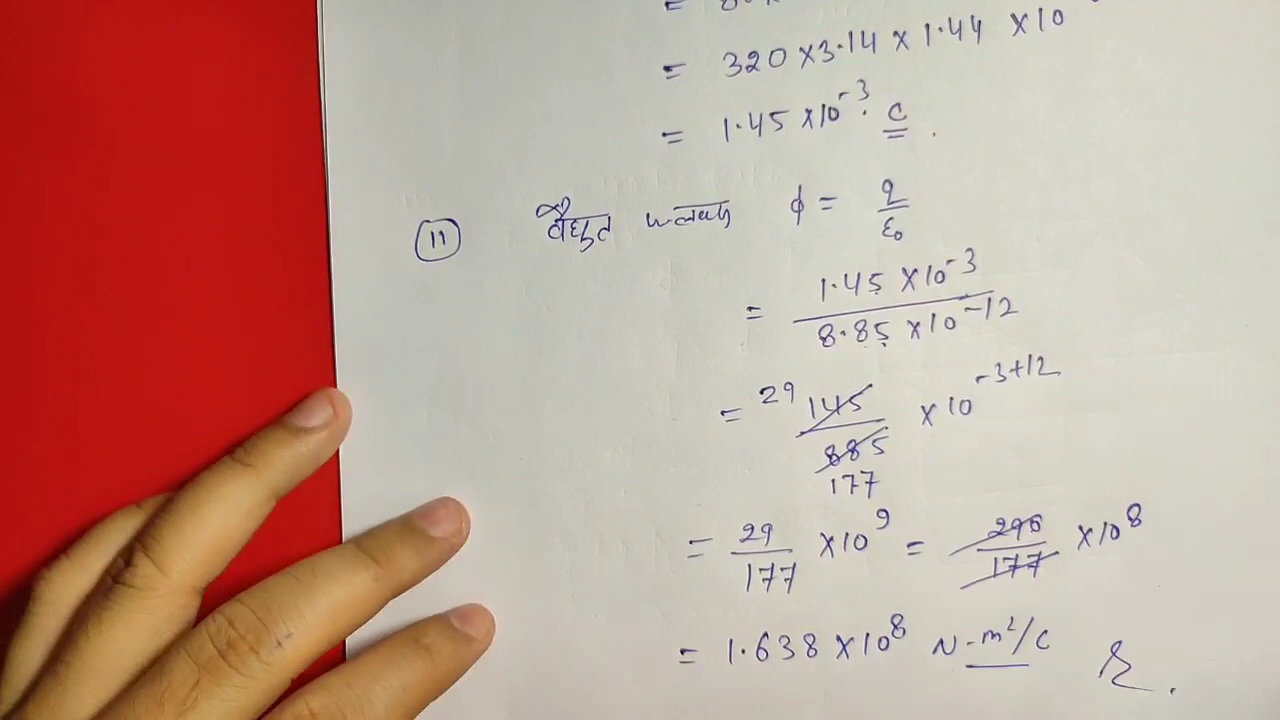 = 80×
= 320 × 3.14 × 1.44 × 10
= 1.45 × 10⁻³ . C .
(11) वैद्युत फ्लक्स ϕ = q/ε₀
= 1.45 × 10⁻³ / 8.85 × 10⁻¹²
= 29 145 / 885 177 × 10⁻³⁺¹²
= 29/177 × 10⁹ = 290/177 × 10⁸
= 1.638 × 10⁸ N-m²/C